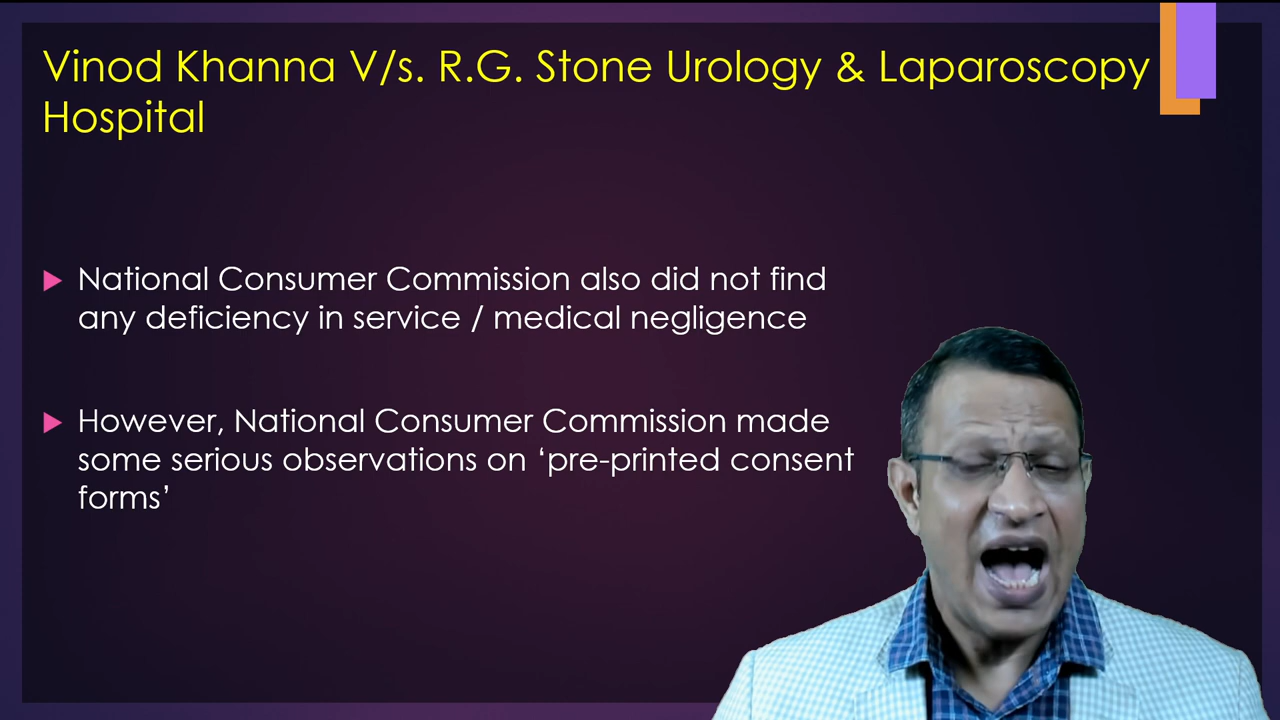 Vinod Khanna V/s. R.G. Stone Urology & Laparoscopy
Hospital
National Consumer Commission also did not find
any deficiency in service / medical negligence
However, National Consumer Commission made
some serious observations on ‘pre-printed consent
forms’